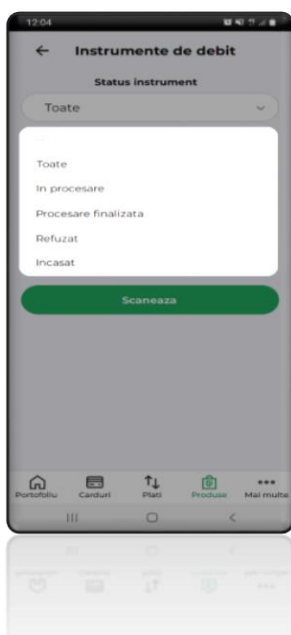 12:04
Instrumente de debit
Status instrument
Toate
--
Toate
In procesare
Procesare finalizata
Refuzat
Incasat
Scaneaza
Portofoliu Carduri Plati Produse Mai multe